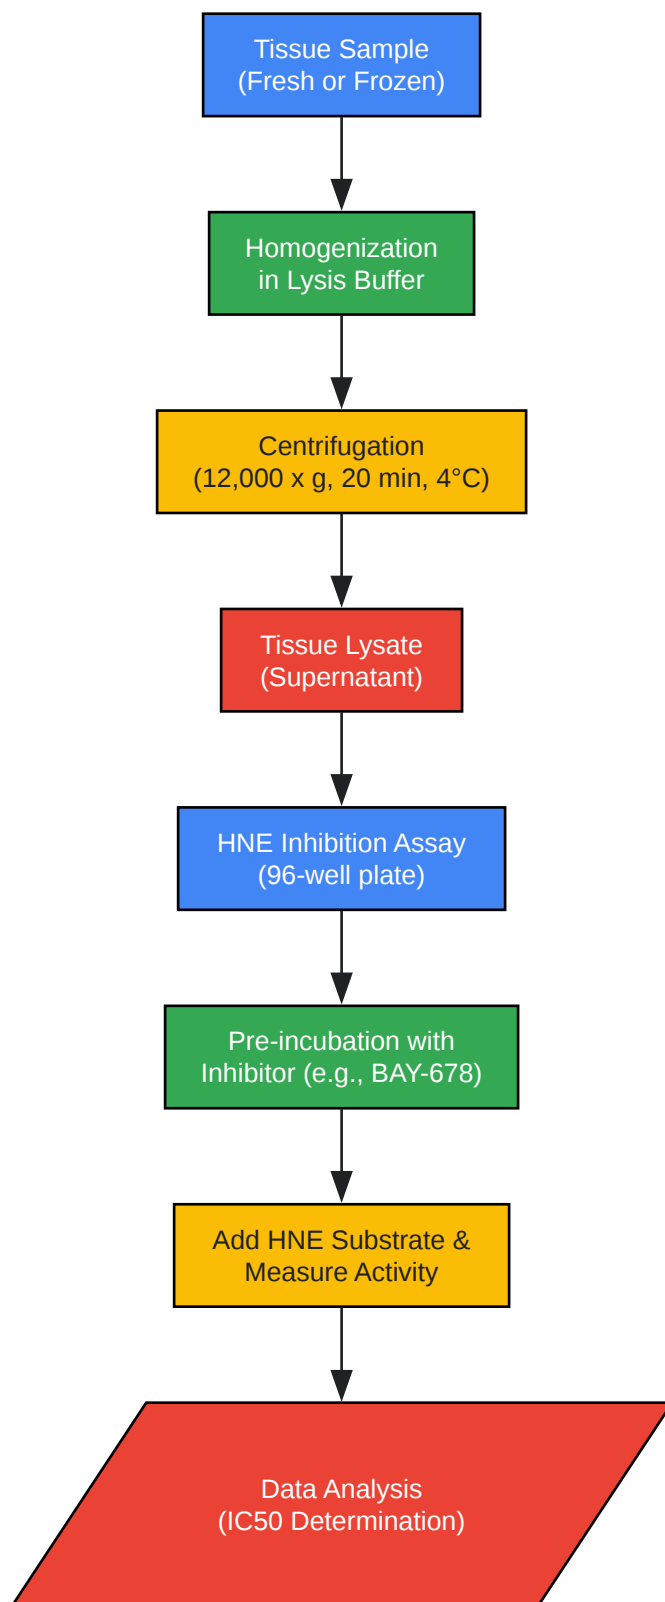 Tissue Sample
(Fresh or Frozen)
Homogenization
in Lysis Buffer
Centrifugation
(12,000 x g, 20 min, 4°C)
Tissue Lysate
(Supernatant)
HNE Inhibition Assay
(96-well plate)
Pre-incubation with
Inhibitor (e.g., BAY-678)
Add HNE Substrate &
Measure Activity
Data Analysis
(IC50 Determination)